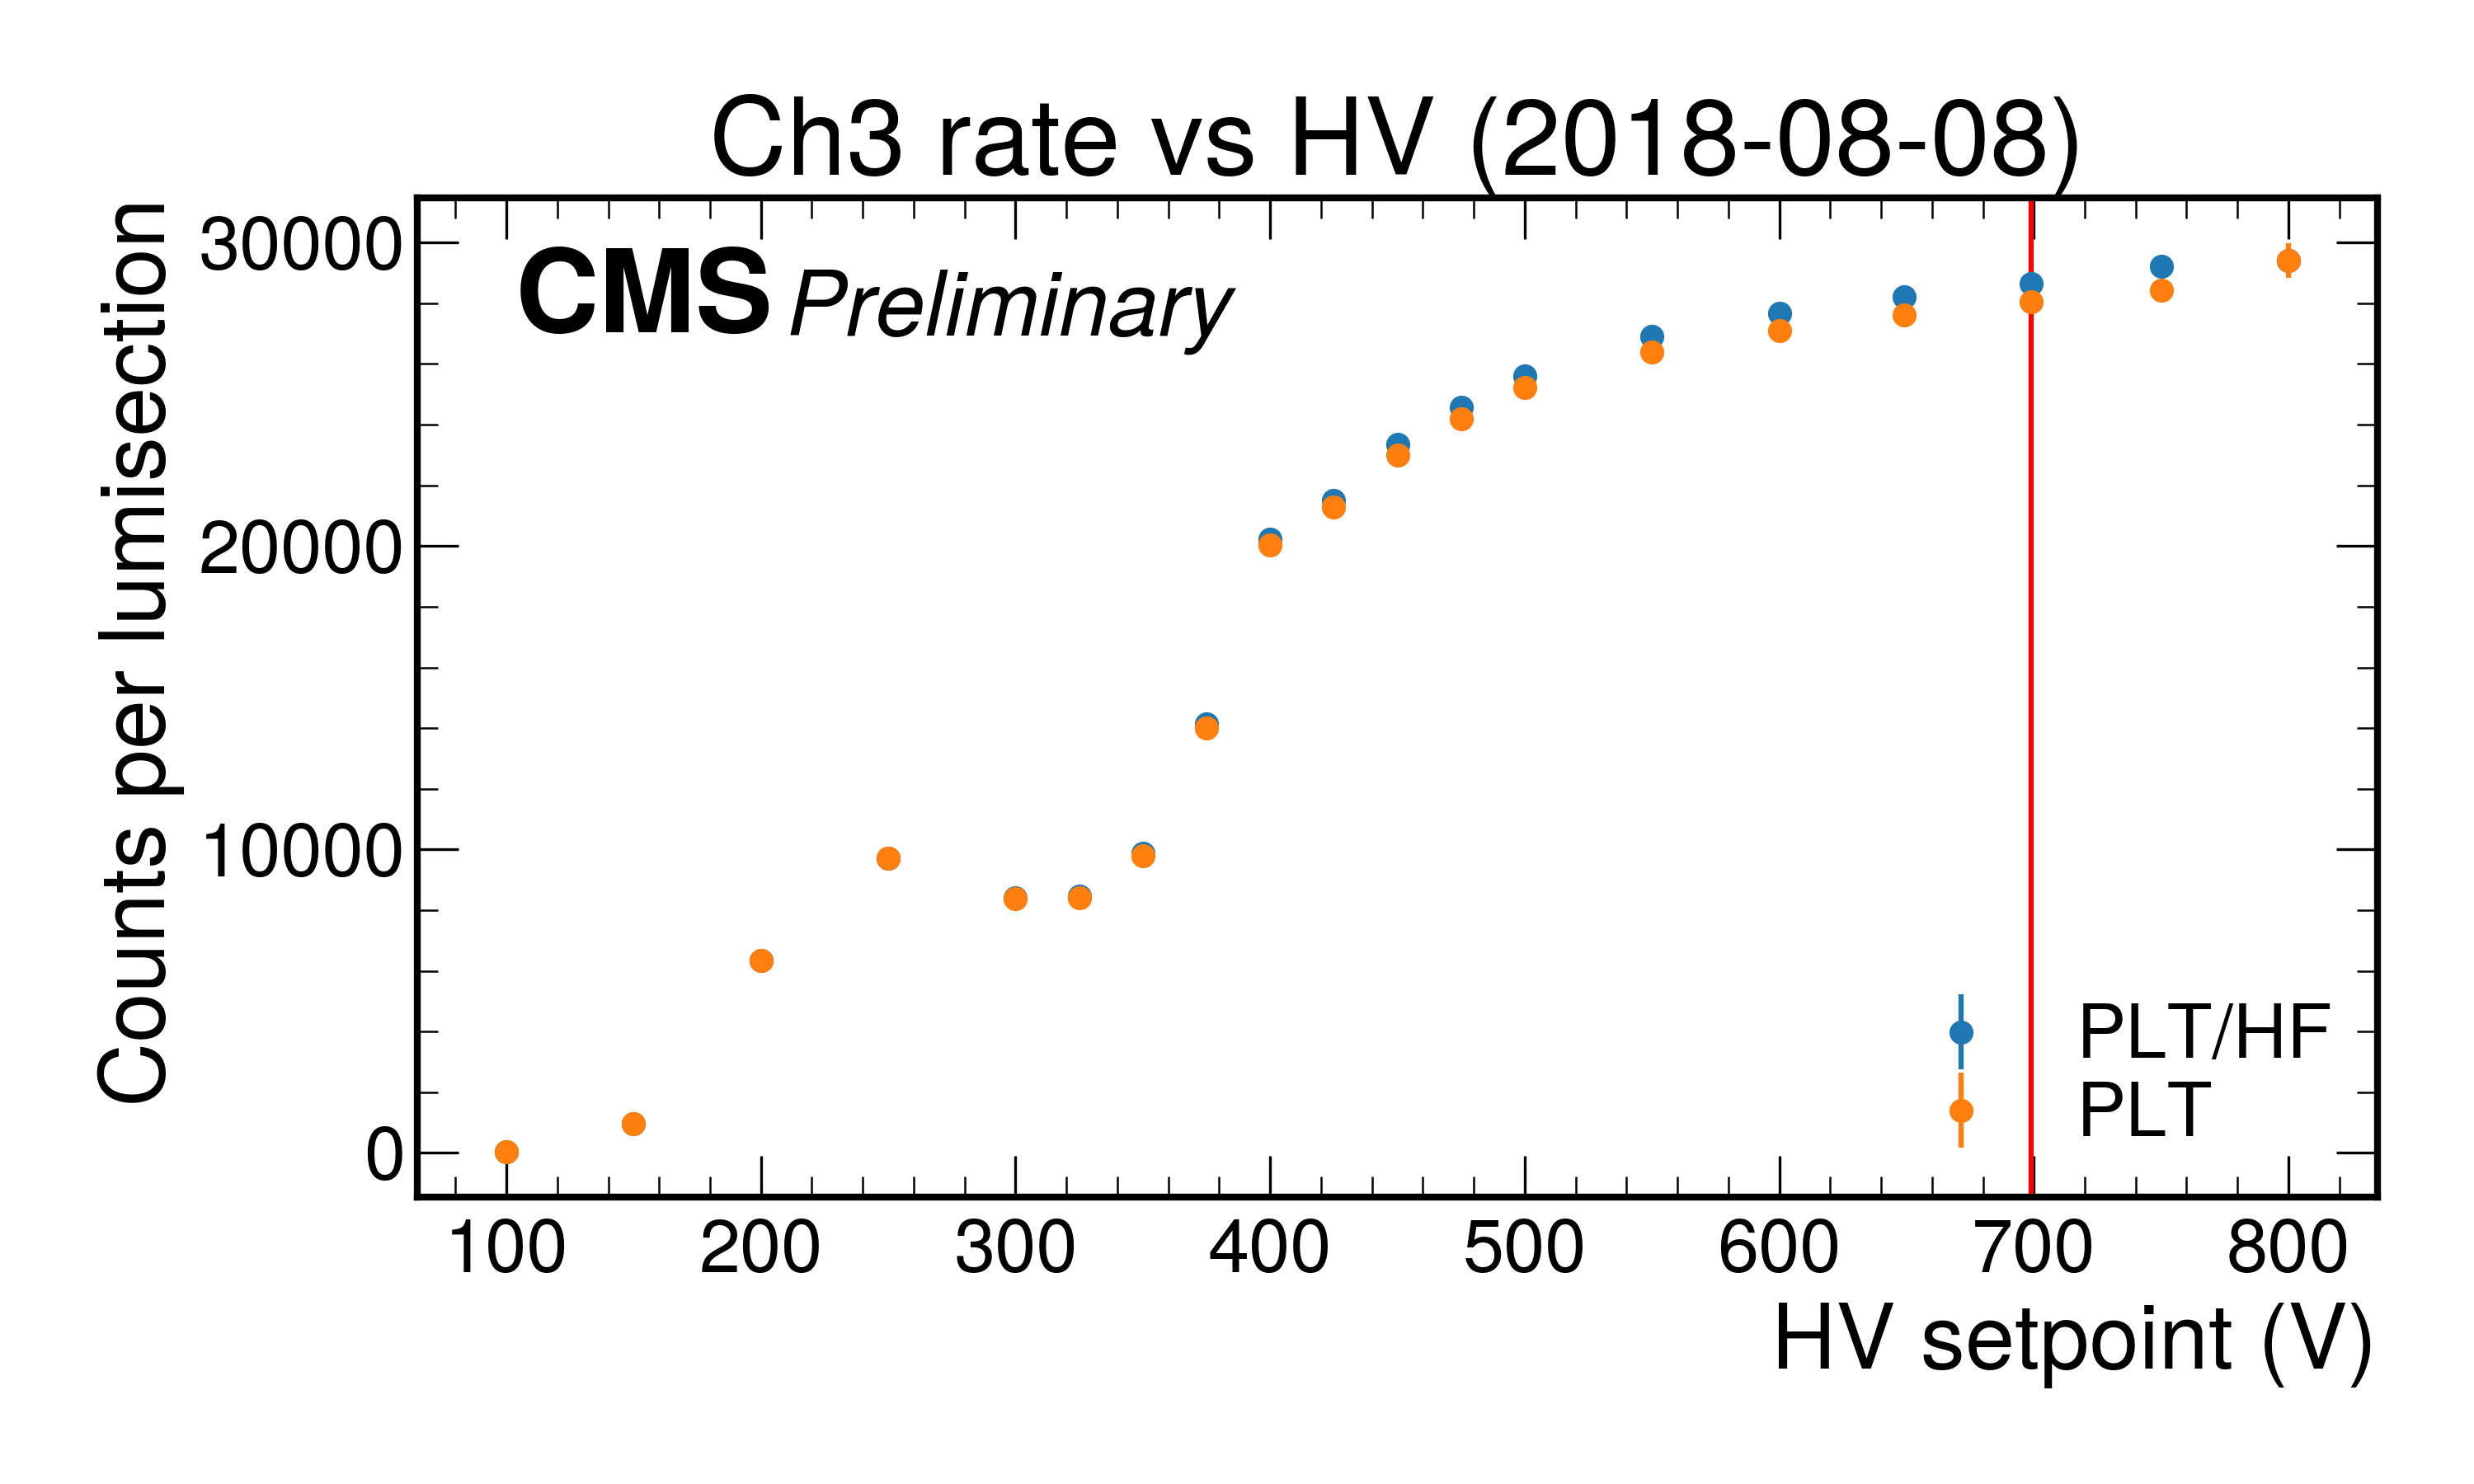 Ch3 rate vs HV (2018-08-08)
CMS Preliminary
Counts per lumisection
30000
20000
10000
0
PLT/HF
PLT
100 200 300 400 500 600 700 800
HV setpoint (V)